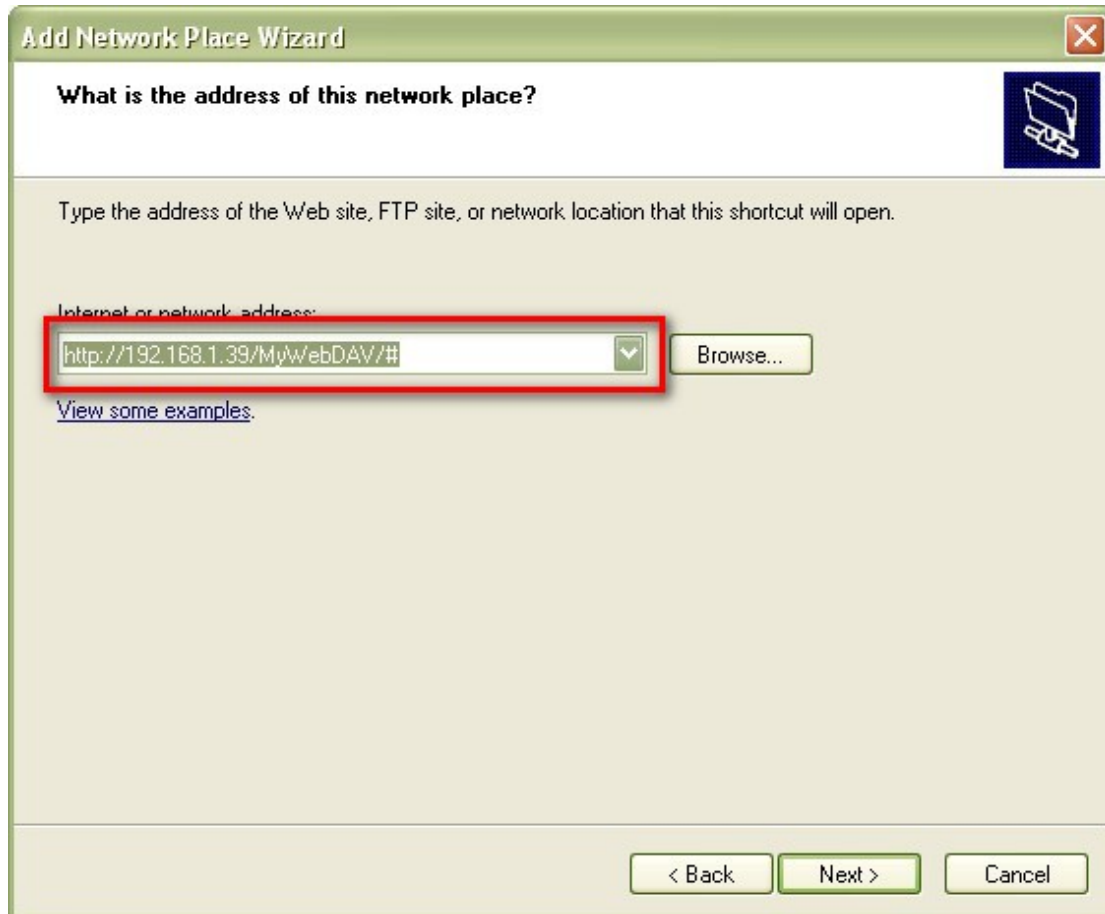 Add Network Place Wizard
What is the address of this network place?
Type the address of the Web site, FTP site, or network location that this shortcut will open.
Internet or network address:
http://192.168.1.39/MyWebDAV/#
Browse...
View some examples.
< Back
Next >
Cancel